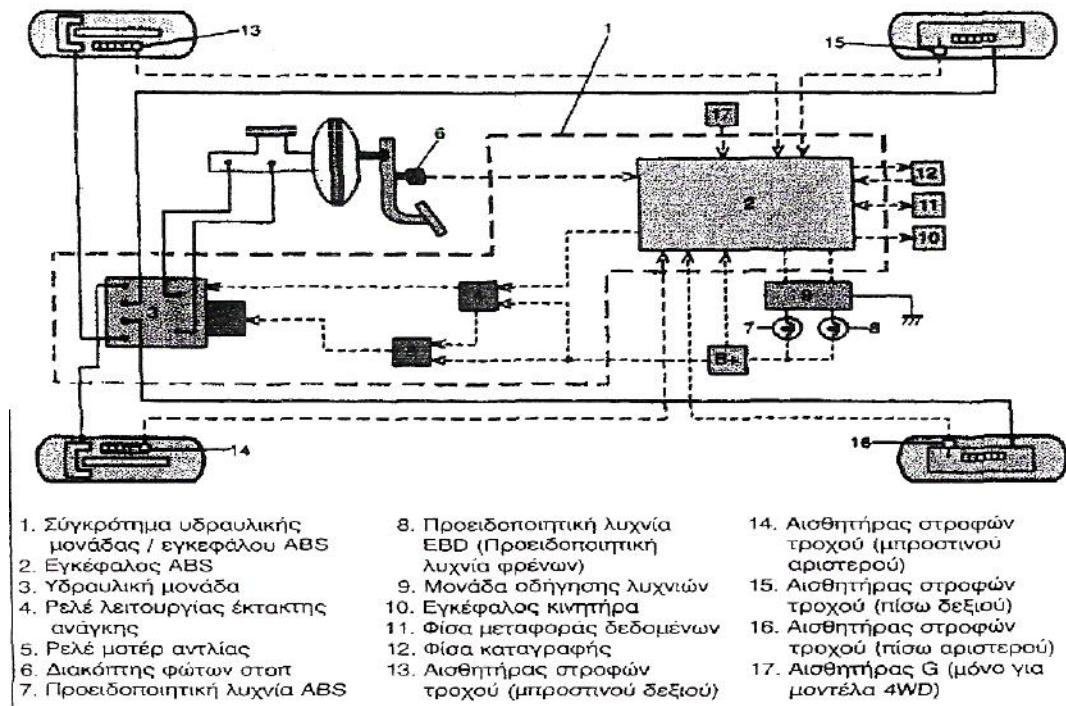 13
1
15
17
6
12
2
11
10
3
9
7
8
B+
14
16
1. Σύγκρότημα υδραυλικής
μονάδας / εγκεφάλου ABS
2. Εγκέφαλος ABS
3. Υδραυλική μονάδα
4. Ρελέ λειτουργίας έκτακτης
ανάγκης
5. Ρελέ μοτέρ αντλίας
6. Διακόπτης φώτων στοπ
7. Προειδοποιητική λυχνία ABS
8. Προειδοποιητική λυχνία
EBD (Προειδοποιητική
λυχνία φρένων)
9. Μονάδα οδήγησης λυχνιών
10. Εγκέφαλος κινητήρα
11. Φίσα μεταφοράς δεδομένων
12. Φίσα καταγραφής
13. Αισθητήρας στροφών
τροχού (μπροστινού δεξιού)
14. Αισθητήρας στροφών
τροχού (μπροστινού
αριστερού)
15. Αισθητήρας στροφών
τροχού (πίσω δεξιού)
16. Αισθητήρας στροφών
τροχού (πίσω αριστερού)
17. Αισθητήρας G (μόνο για
μοντέλα 4WD)